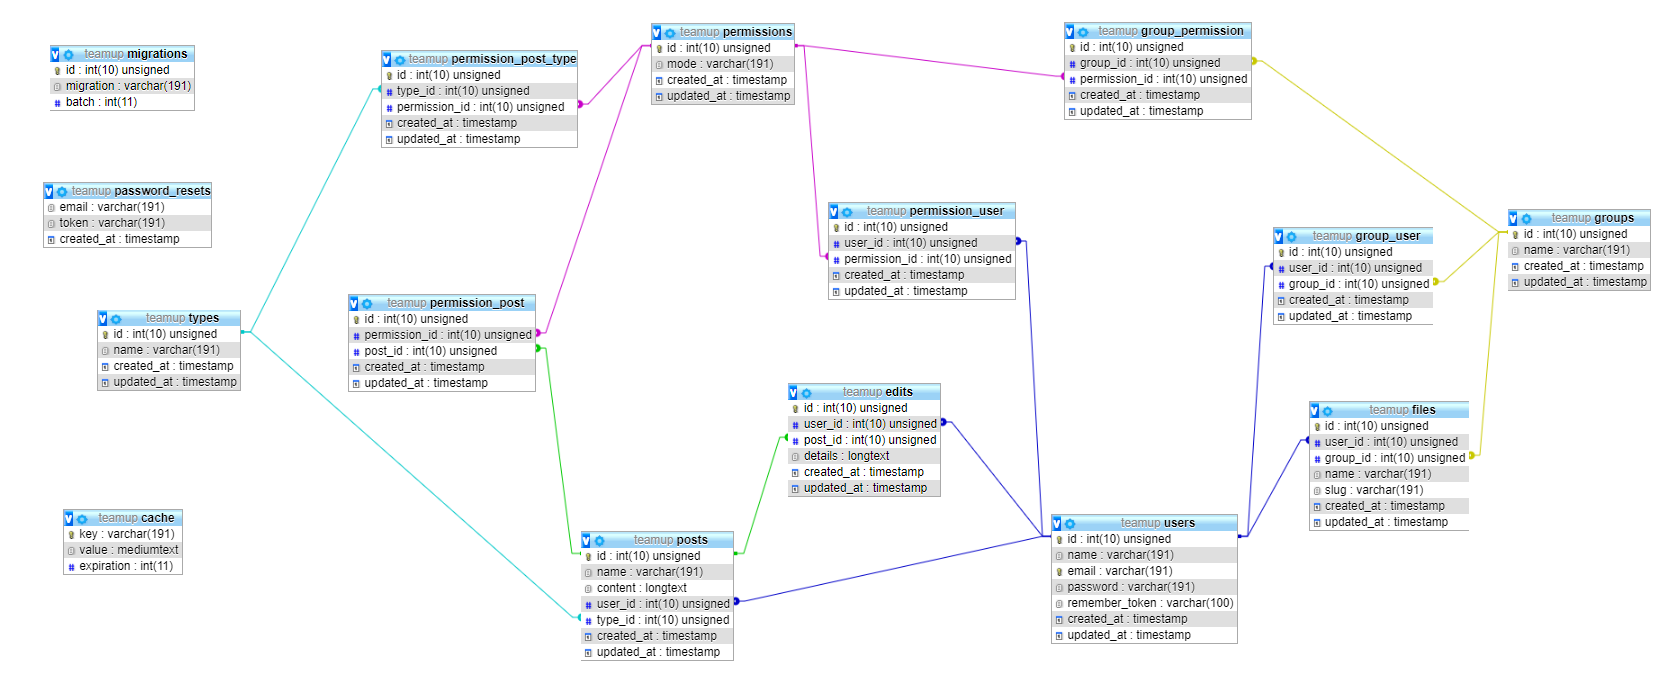 teamup migrations
id : int(10) unsigned
migration : varchar(191)
batch : int(11)
teamup permission_post_type
id : int(10) unsigned
type_id : int(10) unsigned
permission_id : int(10) unsigned
created_at : timestamp
updated_at : timestamp
teamup permissions
id : int(10) unsigned
mode : varchar(191)
created_at : timestamp
updated_at : timestamp
teamup group_permission
id : int(10) unsigned
group_id : int(10) unsigned
permission_id : int(10) unsigned
created_at : timestamp
updated_at : timestamp
teamup password_resets
email : varchar(191)
token : varchar(191)
created_at : timestamp
teamup permission_user
id : int(10) unsigned
user_id : int(10) unsigned
permission_id : int(10) unsigned
created_at : timestamp
updated_at : timestamp
teamup group_user
id : int(10) unsigned
user_id : int(10) unsigned
group_id : int(10) unsigned
created_at : timestamp
updated_at : timestamp
teamup groups
id : int(10) unsigned
name : varchar(191)
created_at : timestamp
updated_at : timestamp
teamup types
id : int(10) unsigned
name : varchar(191)
created_at : timestamp
updated_at : timestamp
teamup permission_post
id : int(10) unsigned
permission_id : int(10) unsigned
post_id : int(10) unsigned
created_at : timestamp
updated_at : timestamp
teamup edits
id : int(10) unsigned
user_id : int(10) unsigned
post_id : int(10) unsigned
details : longtext
created_at : timestamp
updated_at : timestamp
teamup files
id : int(10) unsigned
user_id : int(10) unsigned
group_id : int(10) unsigned
name : varchar(191)
slug : varchar(191)
created_at : timestamp
updated_at : timestamp
teamup cache
key : varchar(191)
value : mediumtext
expiration : int(11)
teamup posts
id : int(10) unsigned
name : varchar(191)
content : longtext
user_id : int(10) unsigned
type_id : int(10) unsigned
created_at : timestamp
updated_at : timestamp
teamup users
id : int(10) unsigned
name : varchar(191)
email : varchar(191)
password : varchar(191)
remember_token : varchar(100)
created_at : timestamp
updated_at : timestamp